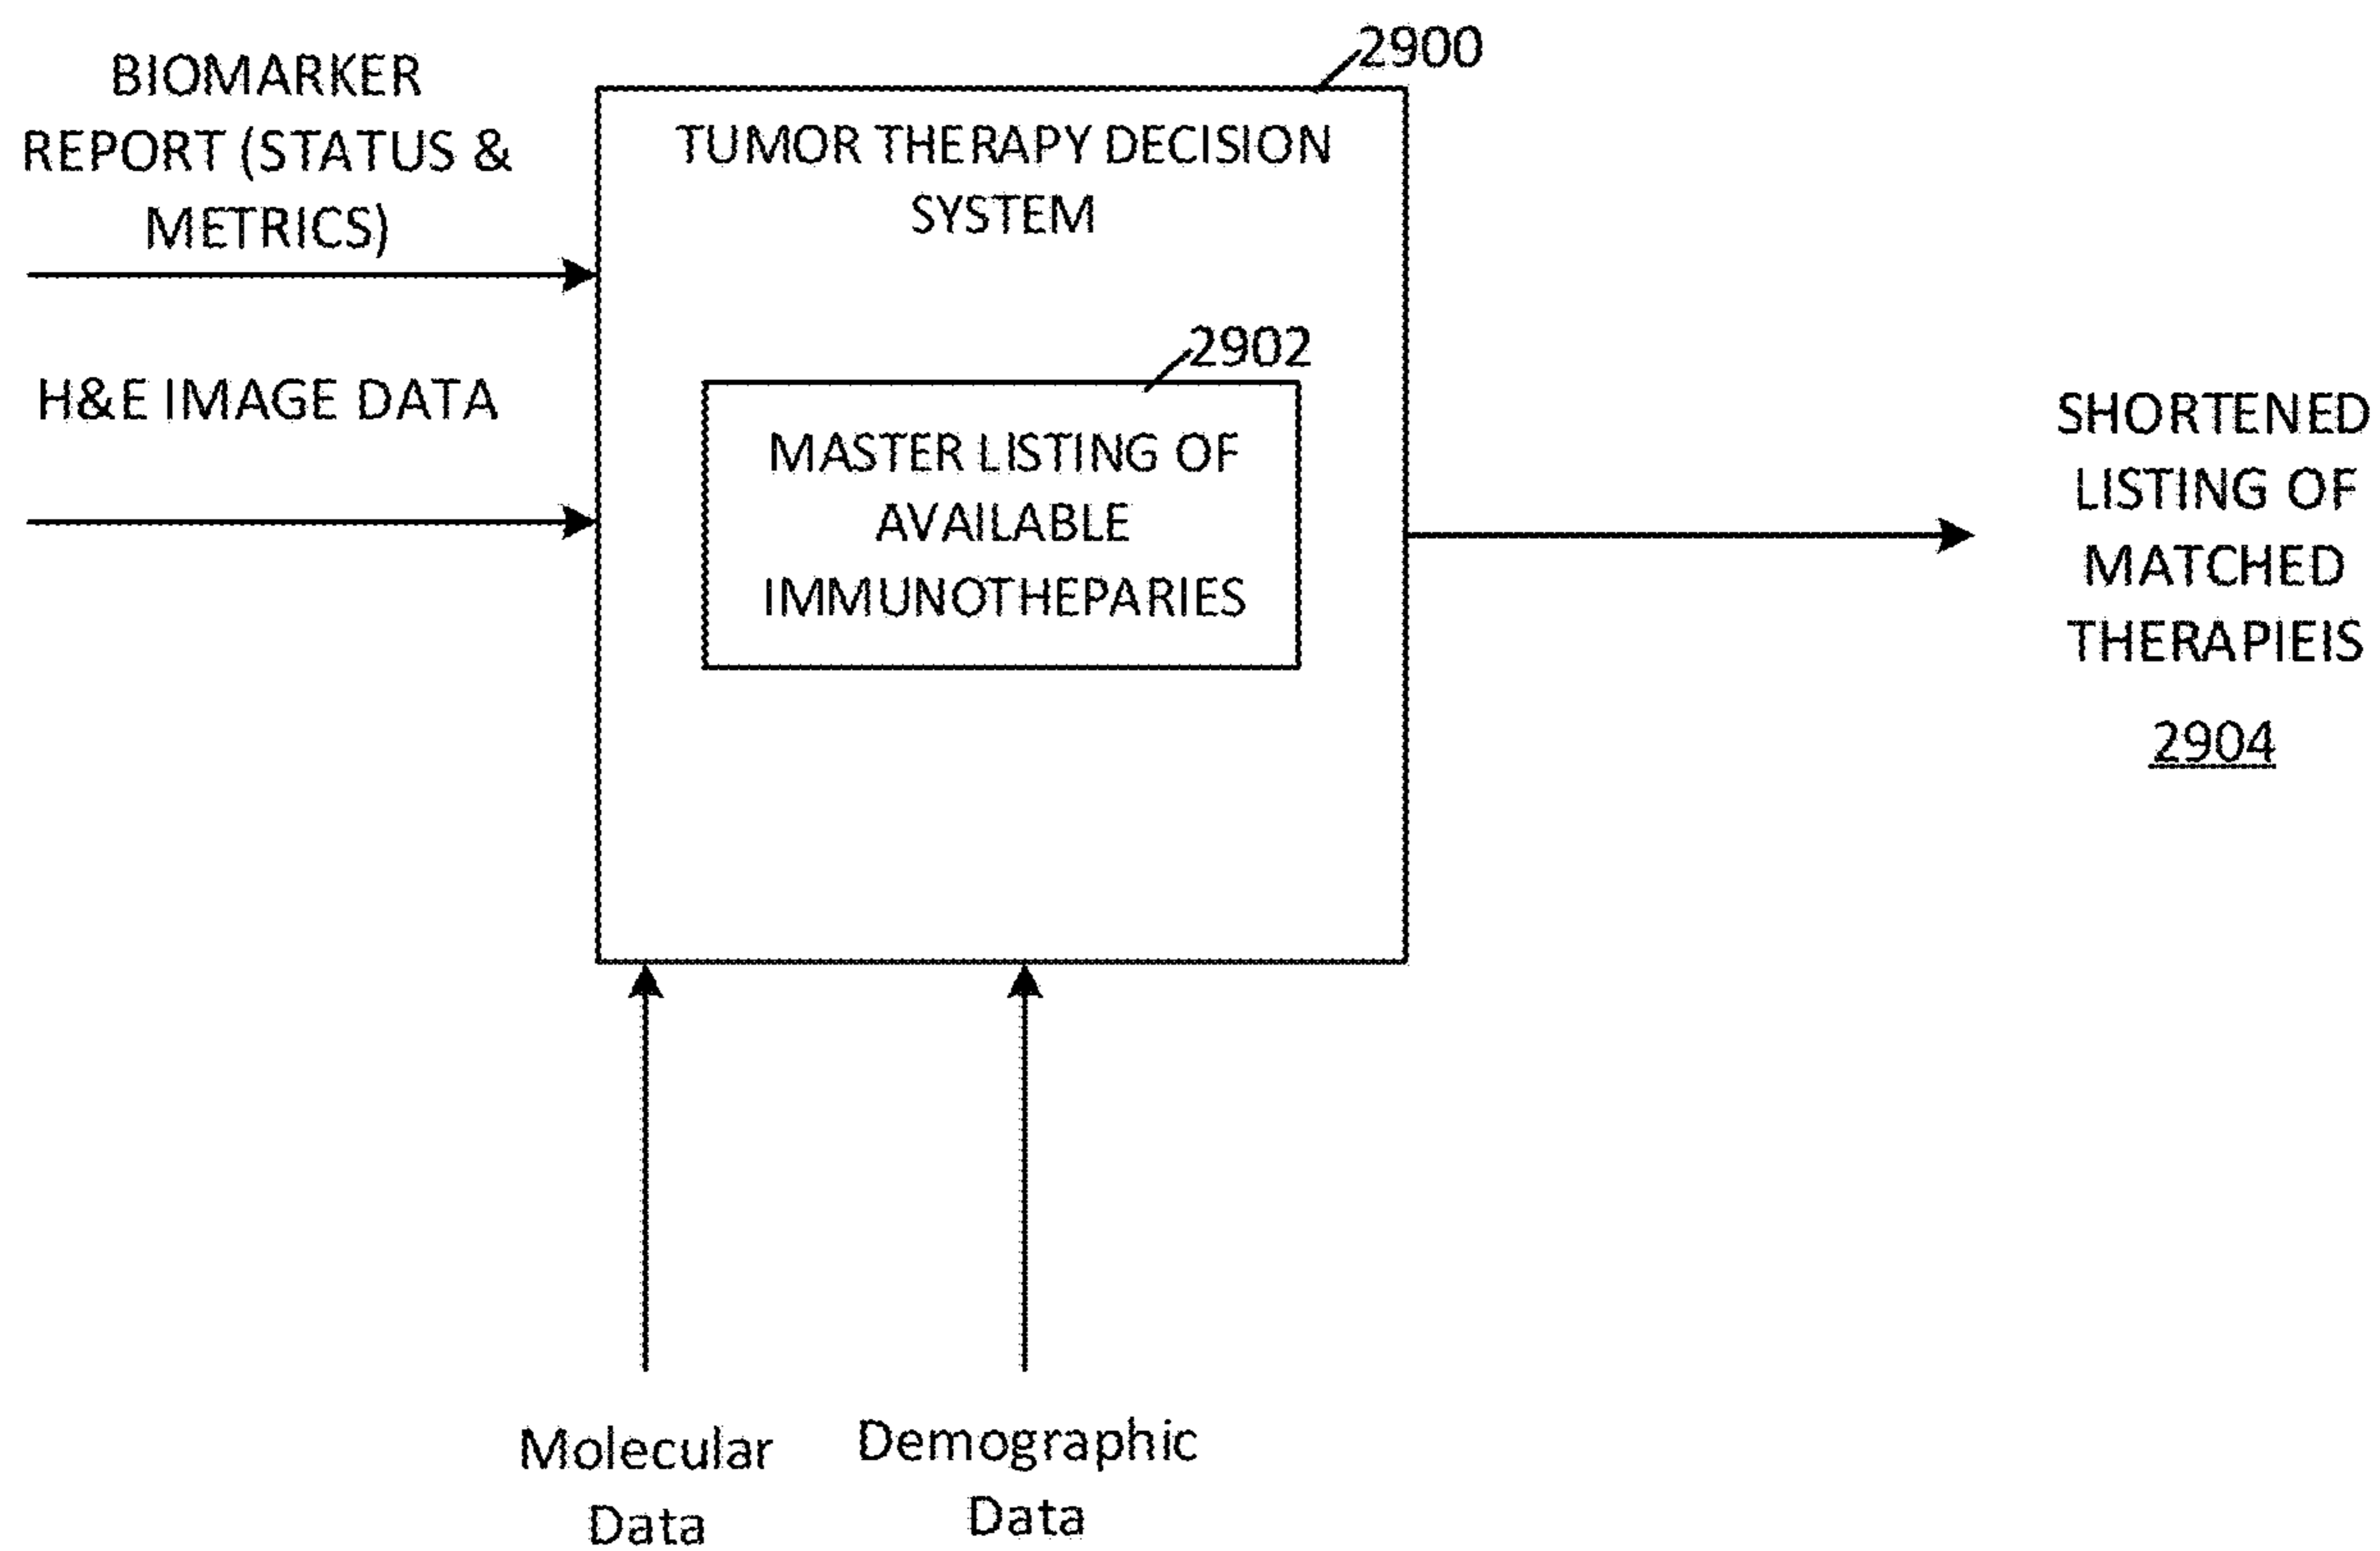 BIOMARKER
REPORT (STATUS &
METRICS)
H&E IMAGE DATA
2900
TUMOR THERAPY DECISION
SYSTEM
2902
MASTER LISTING OF
AVAILABLE
IMMUNOTHEPARIES
SHORTENED
LISTING OF
MATCHED
THERAPIEIS
2904
Molecular
Data
Demographic
Data